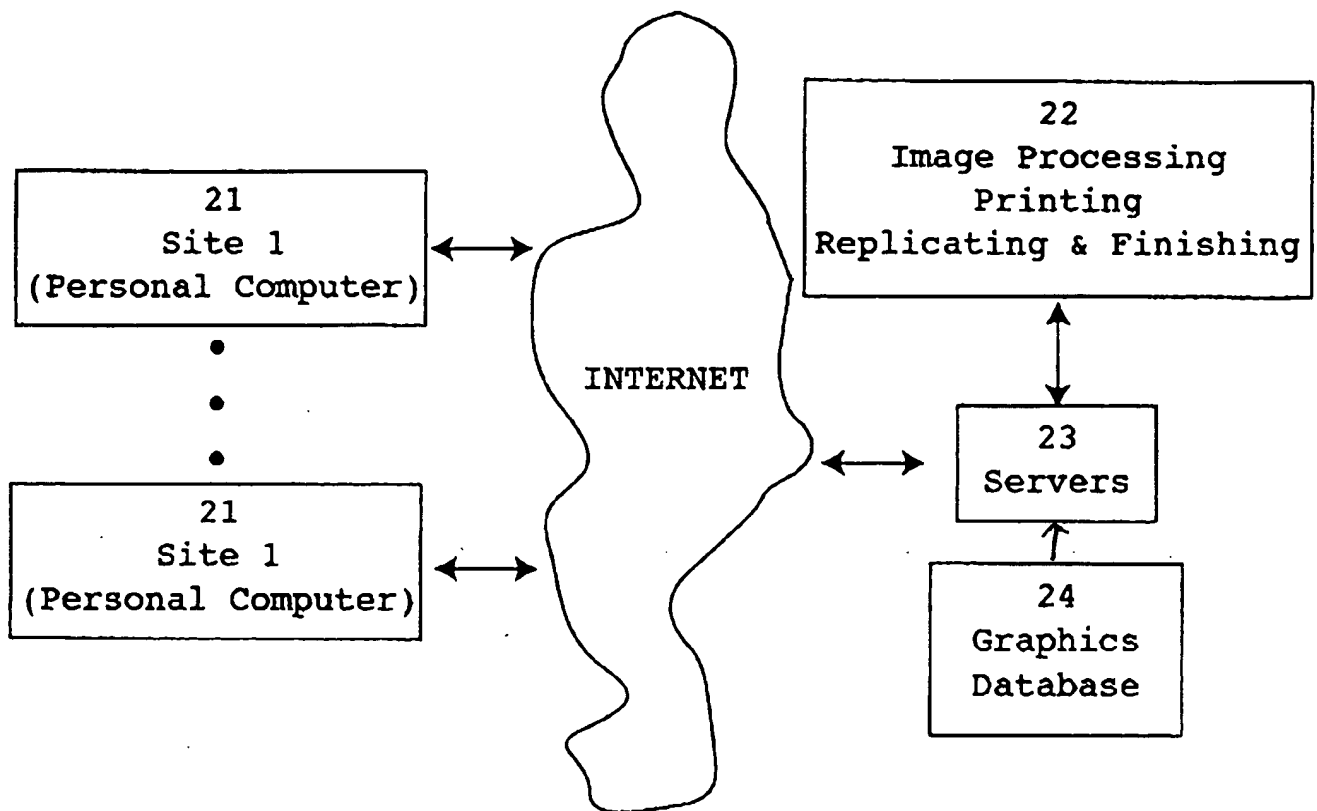 21
Site 1
(Personal Computer)
21
Site 1
(Personal Computer)
INTERNET
22
Image Processing
Printing
Replicating & Finishing
23
Servers
24
Graphics
Database